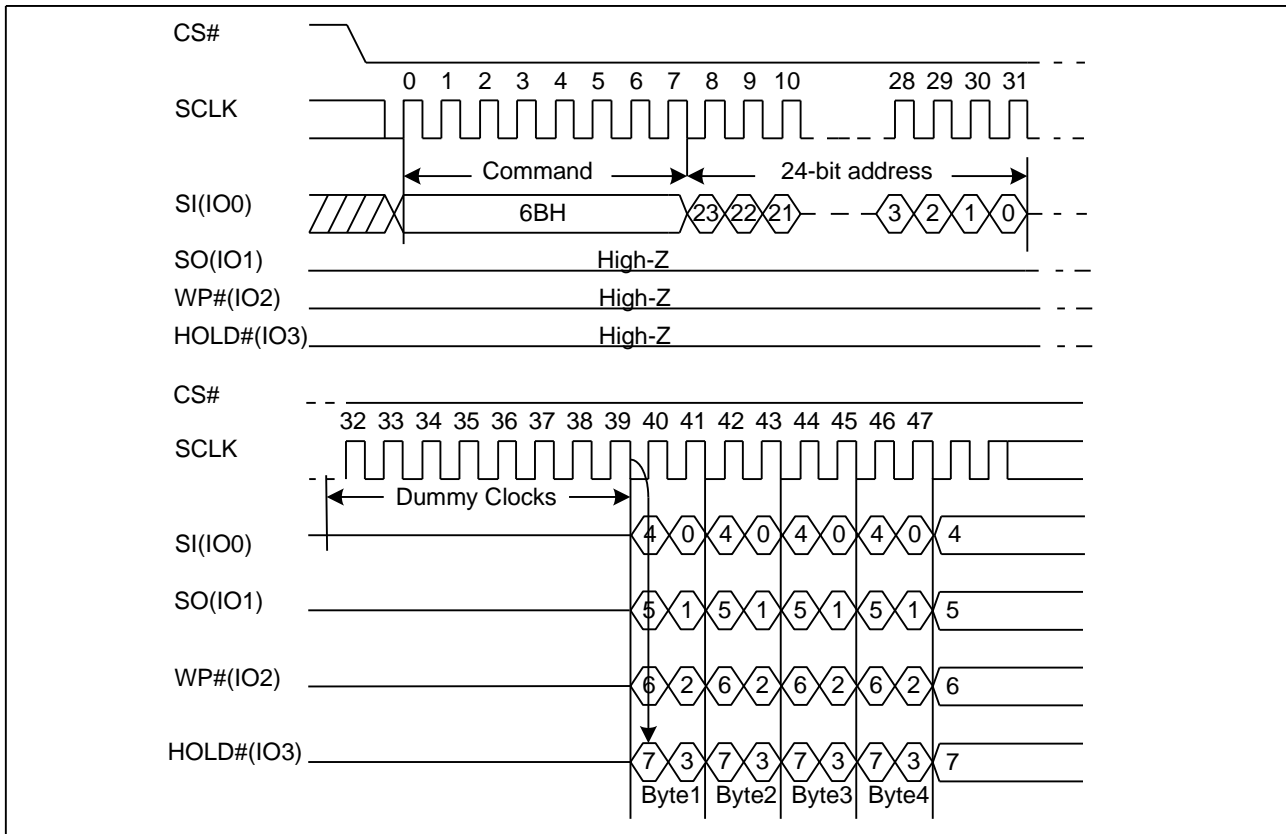 CS#
0 1 2 3 4 5 6 7 8 9 10 28 29 30 31
SCLK
Command 24-bit address
SI(IO0) 6BH 23 22 21 3 2 1 0
SO(IO1) High-Z
WP#(IO2) High-Z
HOLD#(IO3) High-Z
CS#
32 33 34 35 36 37 38 39 40 41 42 43 44 45 46 47
SCLK
Dummy Clocks
SI(IO0) 4 0 4 0 4 0 4 0 4
SO(IO1) 5 1 5 1 5 1 5 1 5
WP#(IO2) 6 2 6 2 6 2 6 2 6
HOLD#(IO3) 7 3 7 3 7 3 7 3 7
Byte1 Byte2 Byte3 Byte4